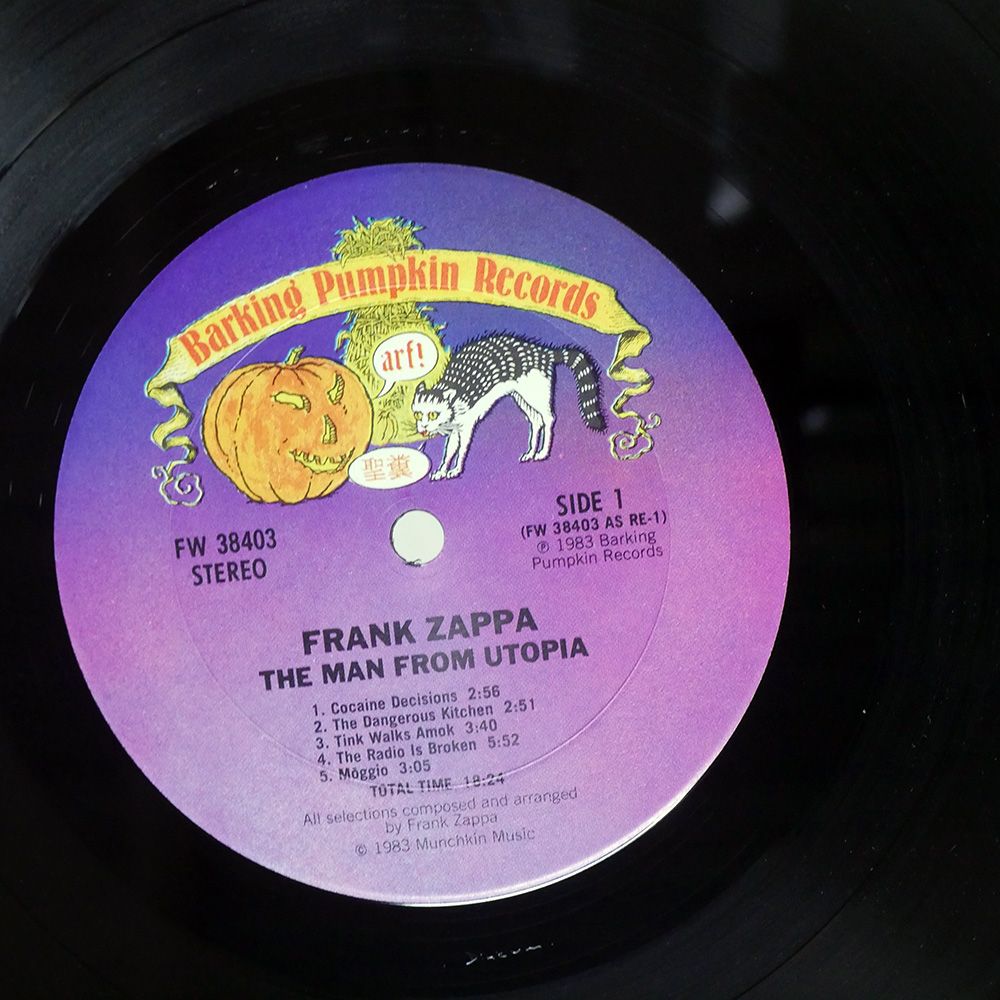 Barking Pumpkin Records
arf!
聖糞
FW 38403
STEREO
SIDE 1
(FW 38403 AS RE-1)
℗ 1983 Barking
Pumpkin Records
FRANK ZAPPA
THE MAN FROM UTOPIA
1. Cocaine Decisions 2:56
2. The Dangerous Kitchen 2:51
3. Tink Walks Amok 3:40
4. The Radio Is Broken 5:52
5. Möggio 3:05
TOTAL TIME 18:24
All selections composed and arranged
by Frank Zappa
© 1983 Munchkin Music